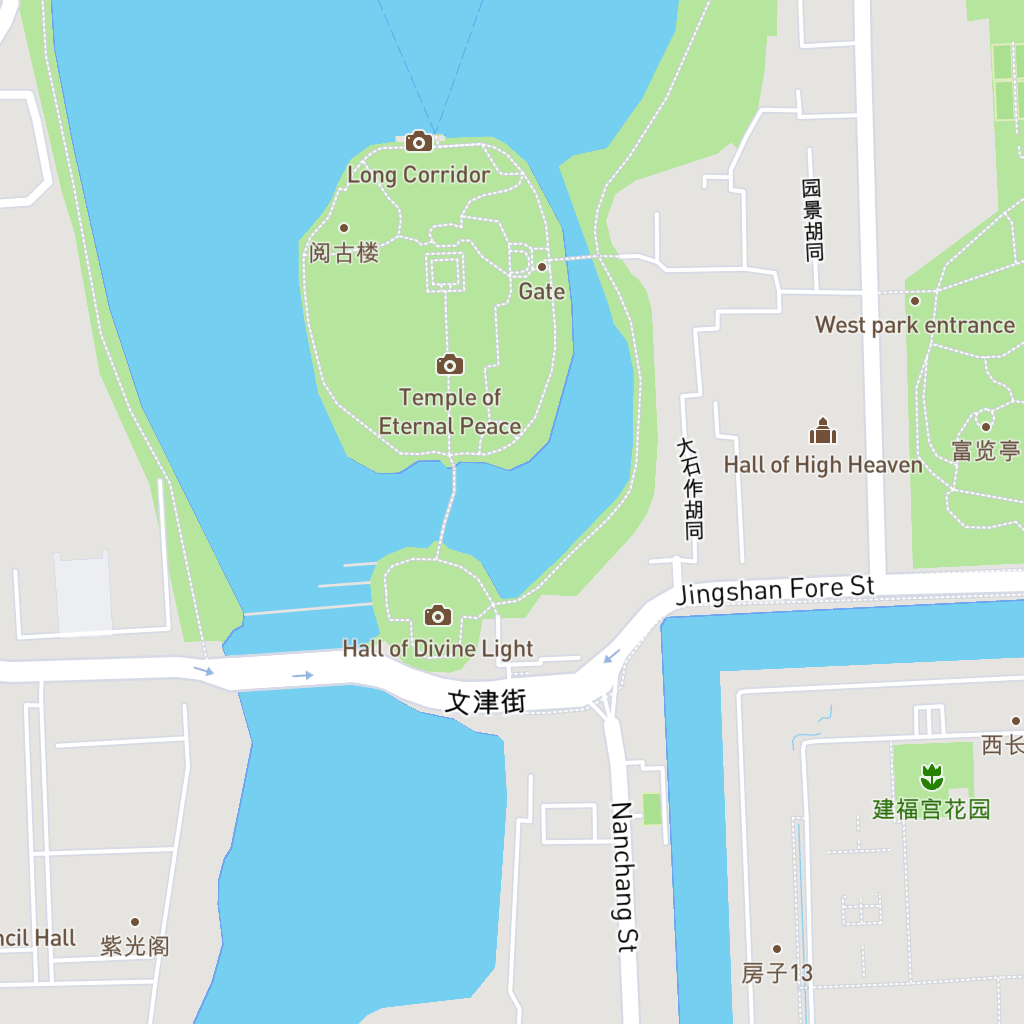 Long Corridor
园景胡同
阅古楼
Gate
West park entrance
Temple of
Eternal Peace
富览亭
Hall of High Heaven
大石作胡同
Jingshan Fore St
Hall of Divine Light
文津街
西长
建福宫花园
Nanchang St
ncil Hall
紫光阁
房子13